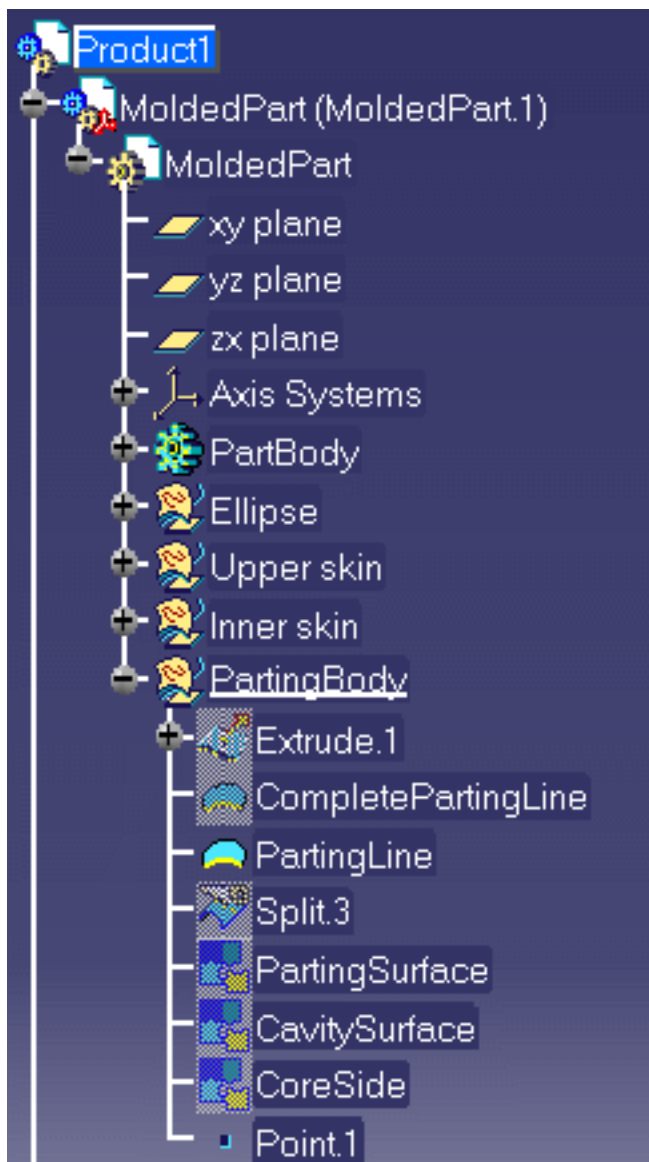 Product1
MoldedPart (MoldedPart.1)
MoldedPart
xy plane
yz plane
zx plane
Axis Systems
PartBody
Ellipse
Upper skin
Inner skin
PartingBody
Extrude.1
CompletePartingLine
PartingLine
Split.3
PartingSurface
CavitySurface
CoreSide
Point.1